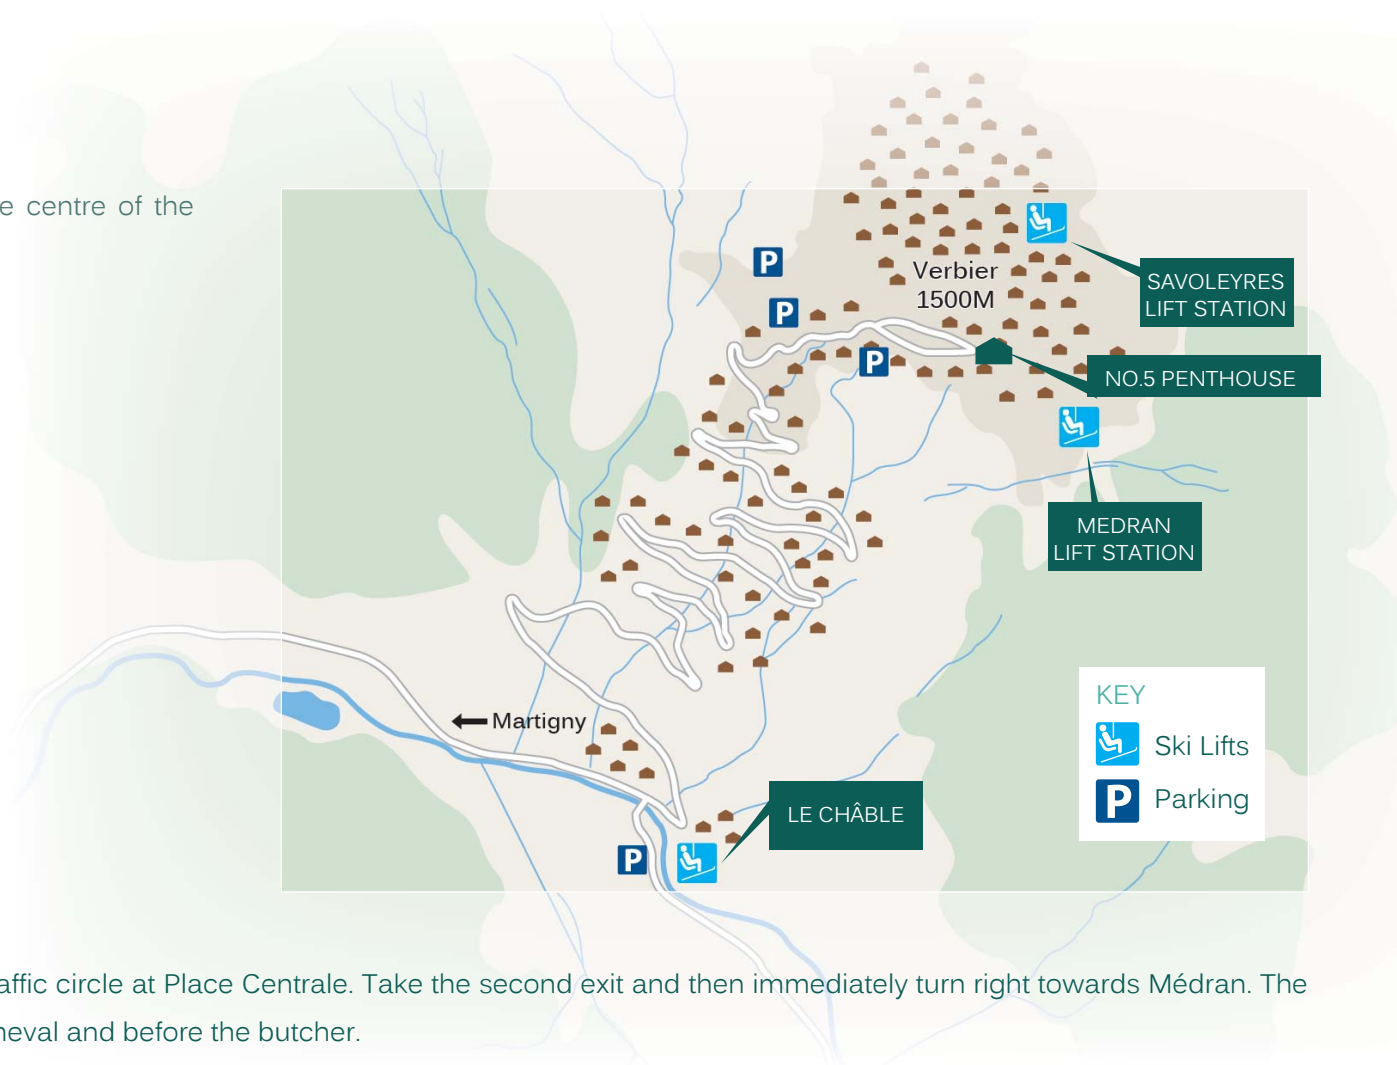 e centre of the
Verbier
1500M
SAVOLEYRES
LIFT STATION
NO.5 PENTHOUSE
MEDRAN
LIFT STATION
KEY
Ski Lifts
P Parking
Martigny
LE CHÂBLE
P
P
P
P
affic circle at Place Centrale. Take the second exit and then immediately turn right towards Médran. The
neval and before the butcher.